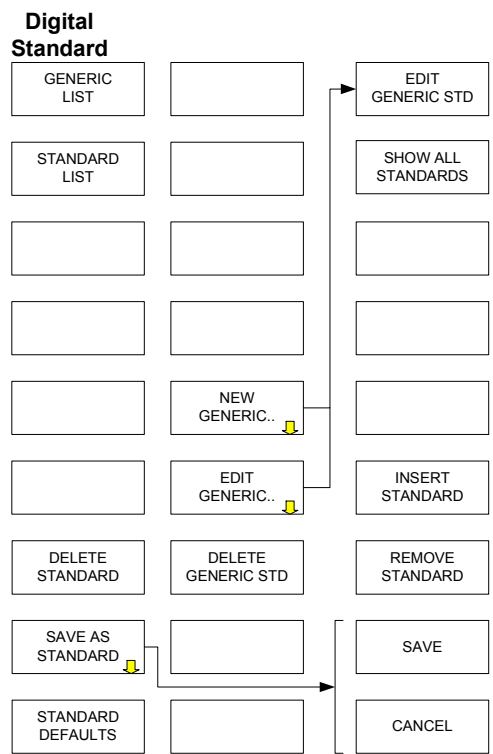 Digital
Standard
GENERIC
LIST
EDIT
GENERIC STD
STANDARD
LIST
SHOW ALL
STANDARDS
NEW
GENERIC..
EDIT
GENERIC..
INSERT
STANDARD
DELETE
STANDARD
DELETE
GENERIC STD
REMOVE
STANDARD
SAVE AS
STANDARD
SAVE
STANDARD
DEFAULTS
CANCEL